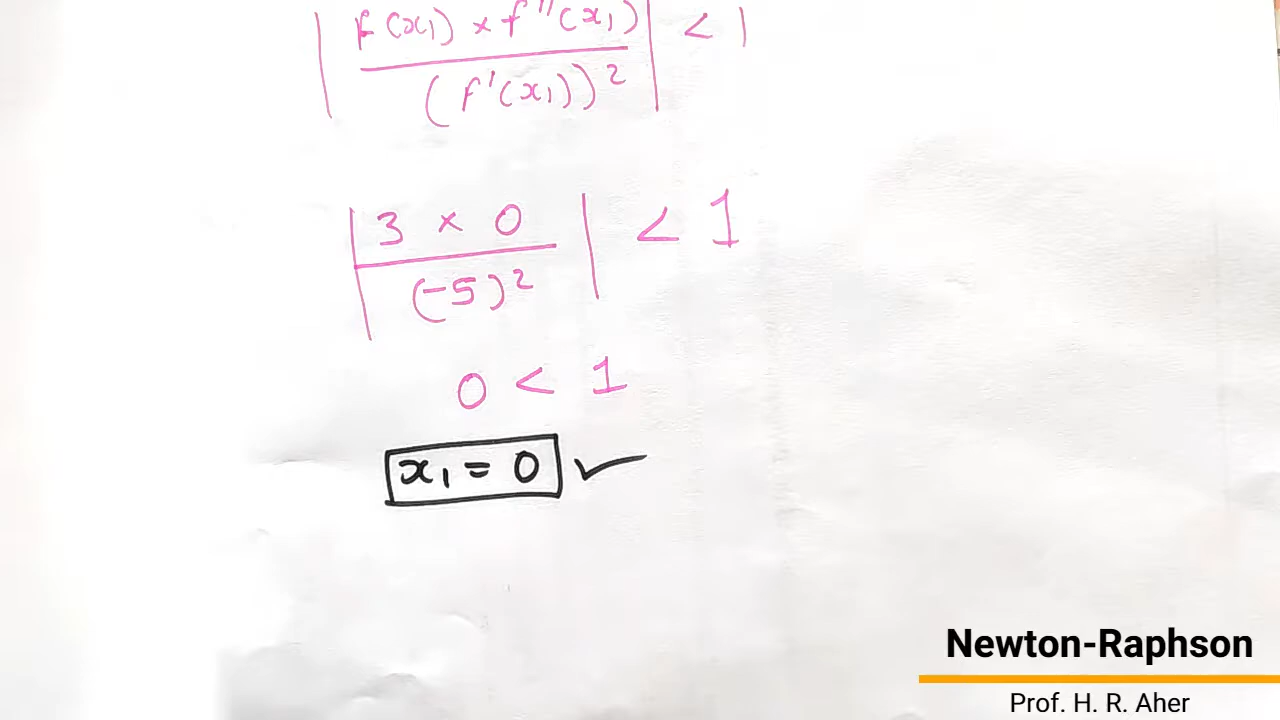 | f(x₁) × f''(x₁) / (f'(x₁))² | < 1
| 3 × 0 / (-5)² | < 1
0 < 1
x₁ = 0 ✓
Newton-Raphson
Prof. H. R. Aher